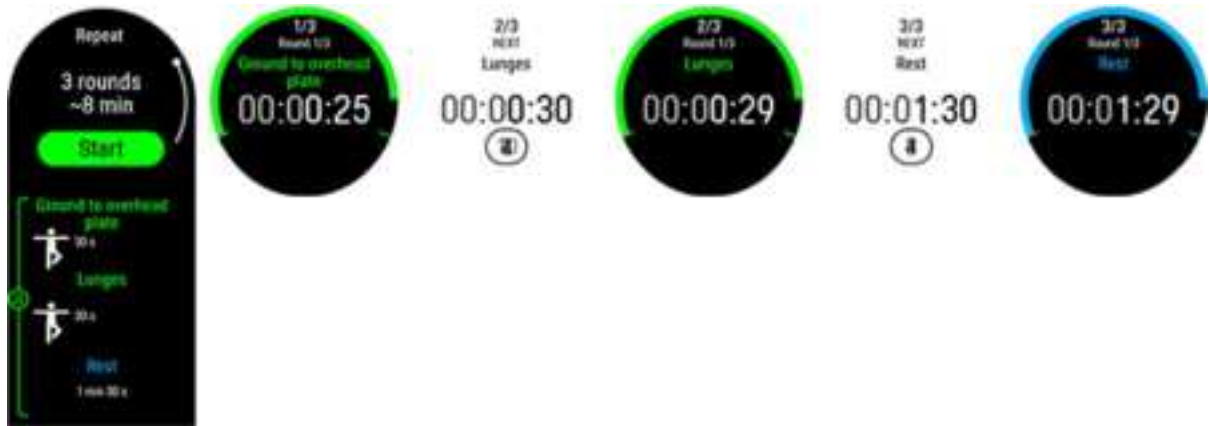 Repeat
3 rounds
~8 min
Start
Ground to overhead
plate
30 s
Lunges
30 s
Rest
1 min 30 s
1/3
Round 1/3
Ground to overhead
plate
00:00:25
2/3
NEXT
Lunges
00:00:30
2/3
Round 1/3
Lunges
00:00:29
3/3
NEXT
Rest
00:01:30
3/3
Round 1/3
Rest
00:01:29